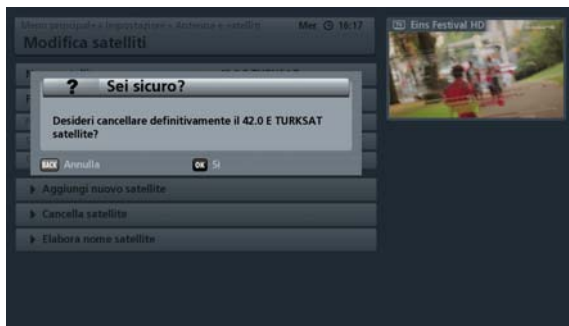 Menu principale » Impostazioni » Antenna e satelliti
Mer 16:17
Modifica satelliti
Eins Festival HD
? Sei sicuro?
Desideri cancellare definitivamente il 42.0 E TURKSAT
satellite?
BACK Annulla
OK Sì
Aggiungi nuovo satellite
Cancella satellite
Elabora nome satellite